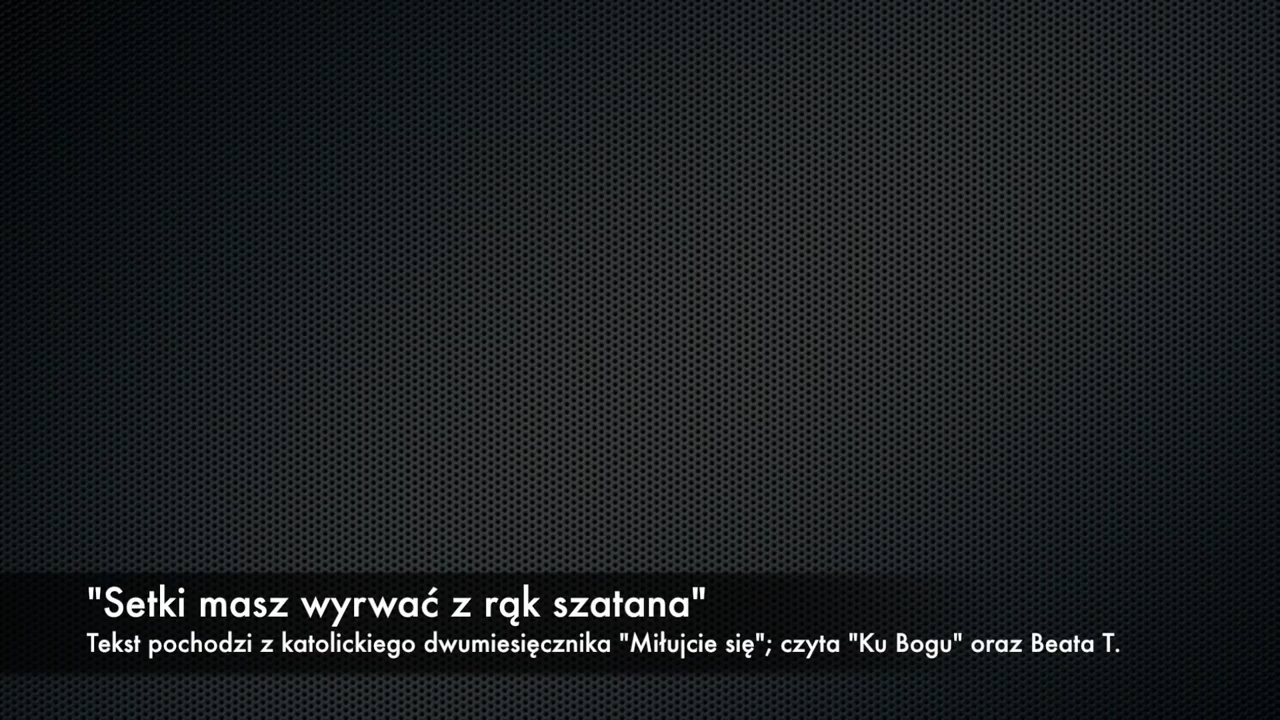 "Setki masz wyrwać z rąk szatana"
Tekst pochodzi z katolickiego dwumiesięcznika "Miłujcie się"; czyta "Ku Bogu" oraz Beata T.